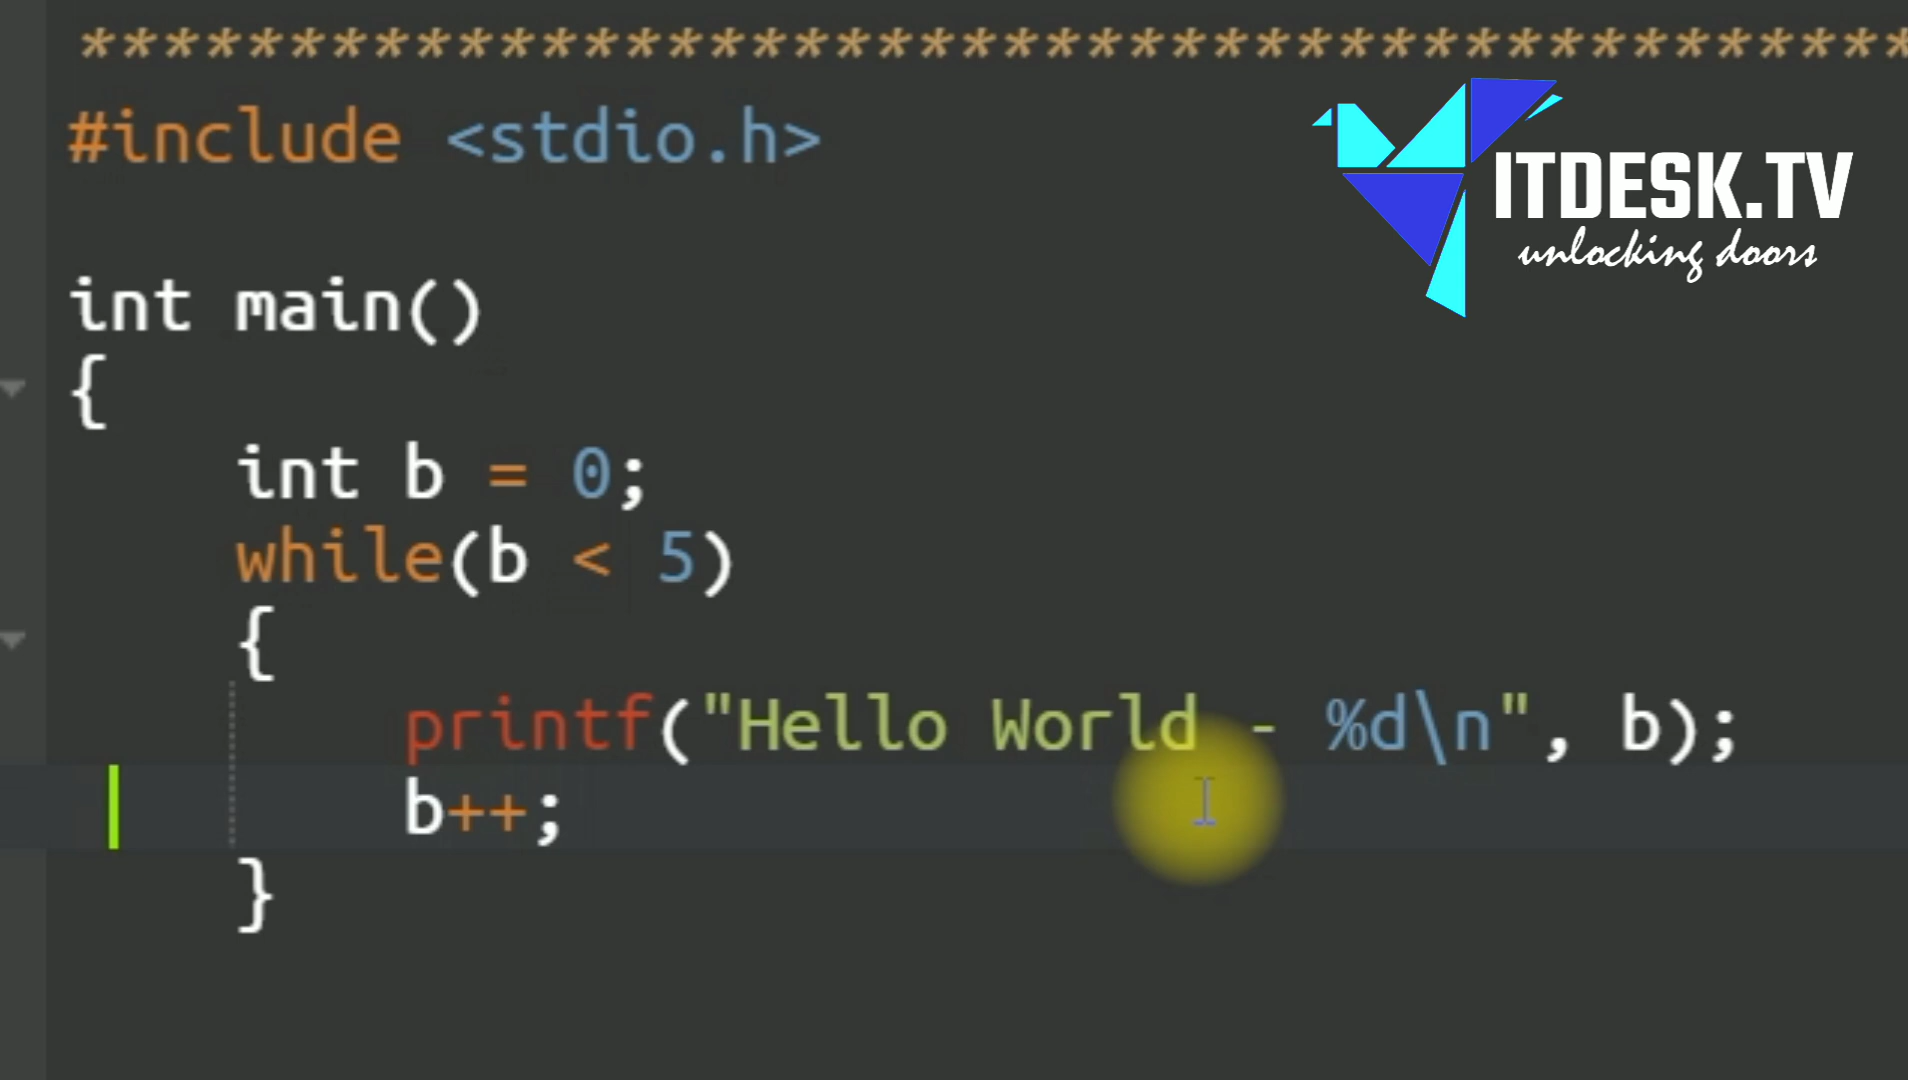 ********************************************
#include <stdio.h>
ITDESK.TV
unlocking doors
int main()
{
    int b = 0;
    while(b < 5)
    {
        printf("Hello World - %d\n", b);
        b++;
    }